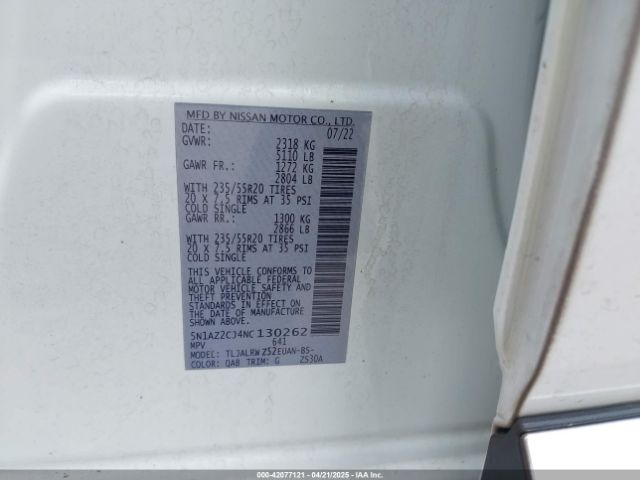 MFD BY NISSAN MOTOR CO., LTD.
DATE: 07/22
GVWR: 2318 KG
5110 LB
GAWR FR.: 1272 KG
2804 LB
WITH 235/55R20 TIRES
20 X 7.5 RIMS AT 35 PSI
COLD SINGLE
GAWR RR.: 1300 KG
2866 LB
WITH 235/55R20 TIRES
20 X 7.5 RIMS AT 35 PSI
COLD SINGLE
THIS VEHICLE CONFORMS TO
ALL APPLICABLE FEDERAL
MOTOR VEHICLE SAFETY AND
THEFT PREVENTION
STANDARDS IN EFFECT ON
THE DATE OF MANUFACTURE
SHOWN ABOVE.
5N1AZ2CJ4NC130262
MPV 641
MODEL: TLJALRWZ52EUAN-BS-
COLOR: QAB TRIM: G ZS30A
000-42077121 - 04/21/2025 - IAA Inc.